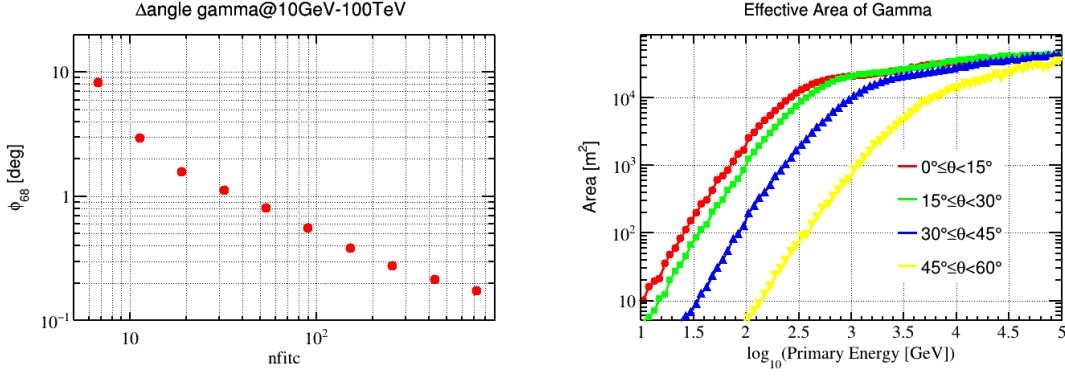 Δangle gamma@10GeV-100TeV
ϕ68 [deg]
10
1
10⁻¹
10
10²
nfitc
Effective Area of Gamma
Area [m²]
10⁴
10³
10²
10
0°≤θ<15°
15°≤θ<30°
30°≤θ<45°
45°≤θ<60°
1 1.5 2 2.5 3 3.5 4 4.5 5
log₁₀(Primary Energy [GeV])